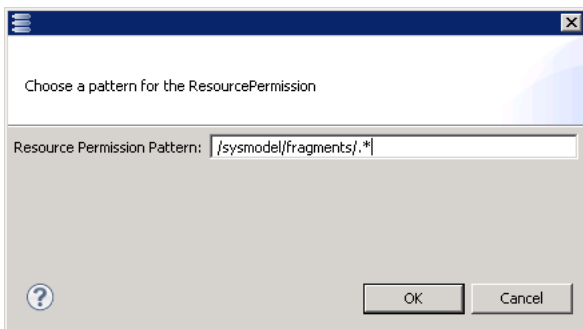 Choose a pattern for the ResourcePermission
Resource Permission Pattern: /sysmodel/fragments/.*
?
OK Cancel